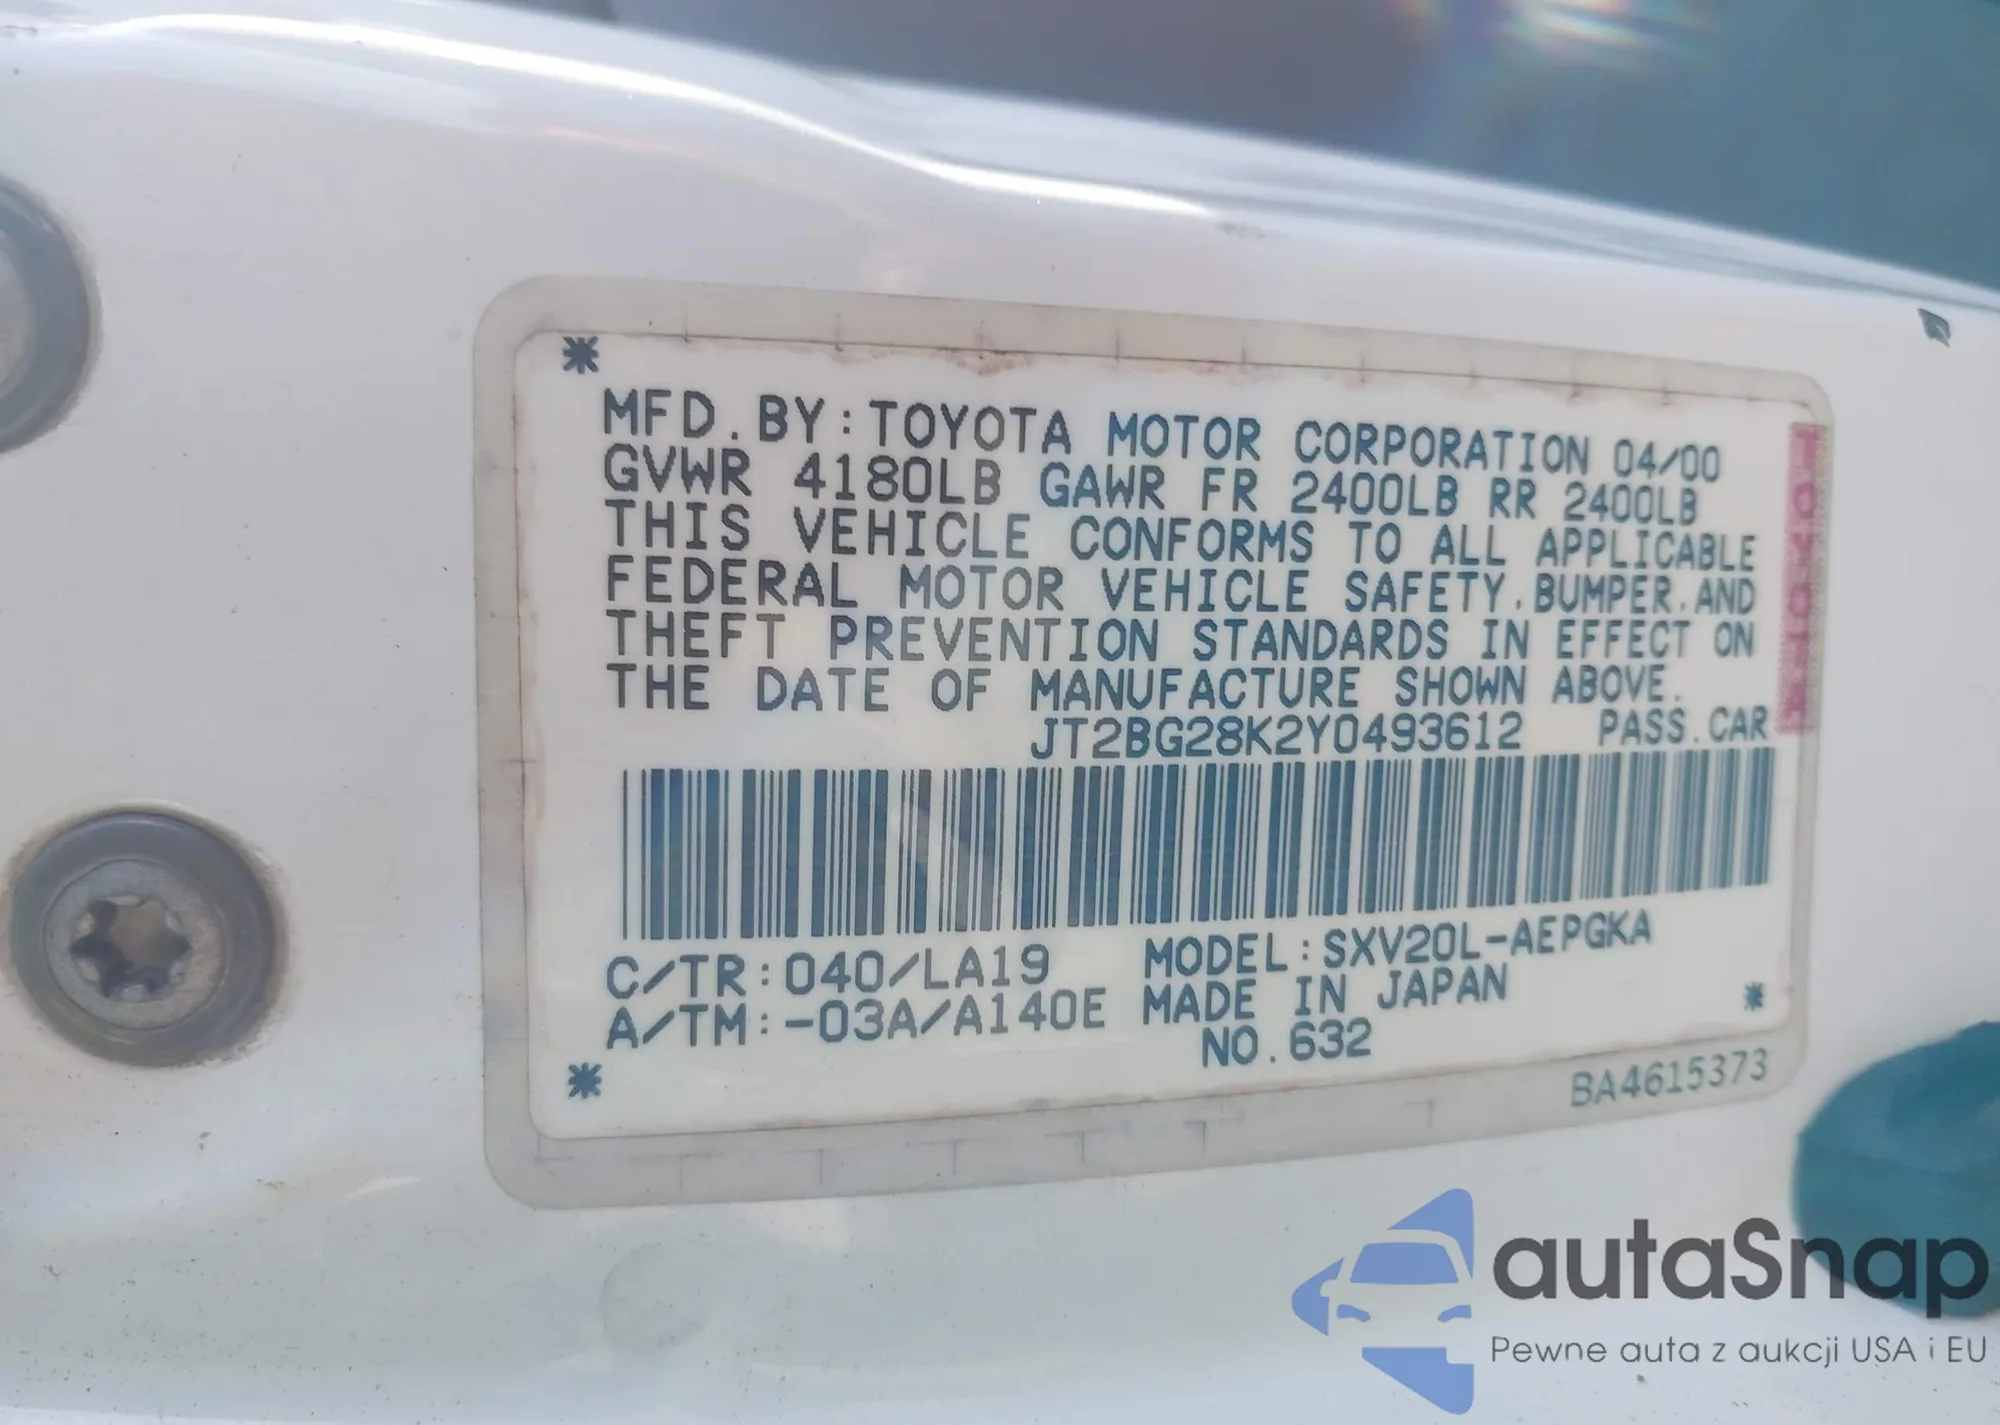 MFD. BY: TOYOTA MOTOR CORPORATION 04/00
GVWR 4180LB GAWR FR 2400LB RR 2400LB
THIS VEHICLE CONFORMS TO ALL APPLICABLE
FEDERAL MOTOR VEHICLE SAFETY, BUMPER, AND
THEFT PREVENTION STANDARDS IN EFFECT ON
THE DATE OF MANUFACTURE SHOWN ABOVE.
JT2BG28K2Y0493612 PASS. CAR
TOYOTA
C/TR: 040/LA19 MODEL: SXV20L-AEPGKA
A/TM: -03A/A140E MADE IN JAPAN
NO. 632
BA4615373
autaSnap
Pewne auta z aukcji USA i EU